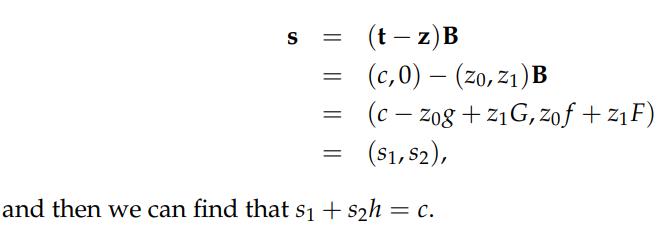 s = (t − z)B
= (c, 0) − (z₀, z₁)B
= (c − z₀g + z₁G, z₀f + z₁F)
= (s₁, s₂),
and then we can find that s₁ + s₂h = c.